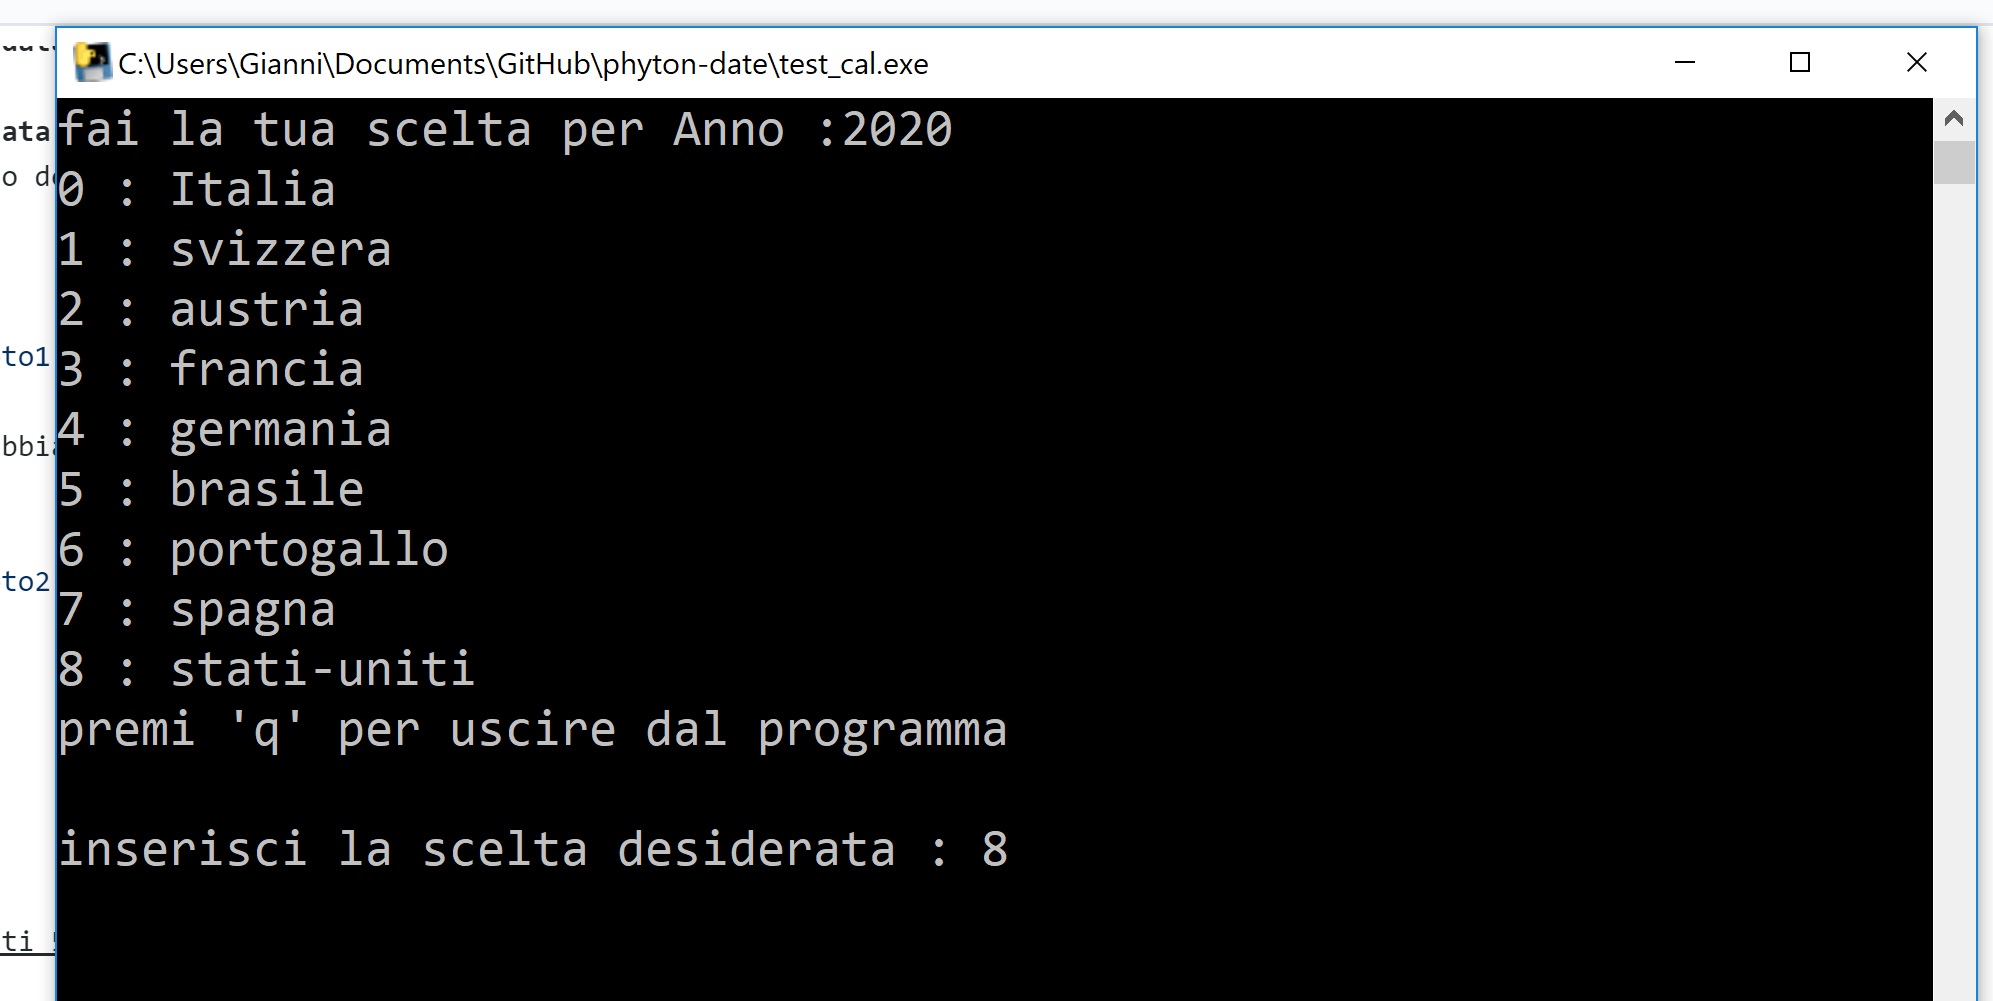 C:\Users\Gianni\Documents\GitHub\phyton-date\test_cal.exe
fai la tua scelta per Anno :2020
0 : Italia
1 : svizzera
2 : austria
3 : francia
4 : germania
5 : brasile
6 : portogallo
7 : spagna
8 : stati-uniti
premi 'q' per uscire dal programma
inserisci la scelta desiderata : 8
ata
to1
to2
ti